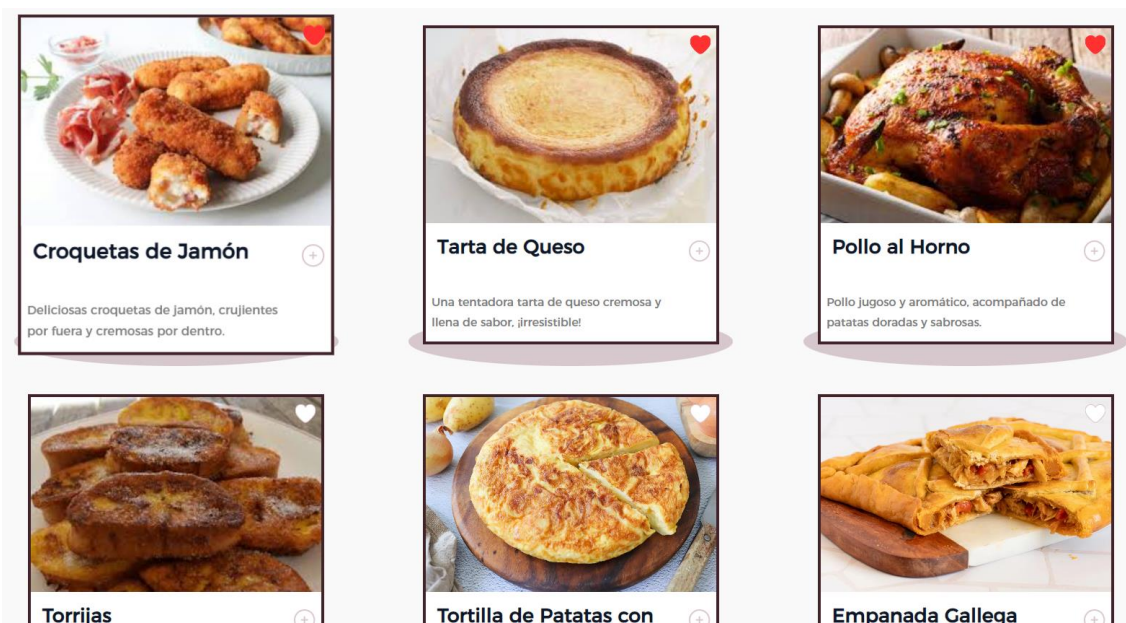 Croquetas de Jamón
Deliciosas croquetas de jamón, crujientes
por fuera y cremosas por dentro.
Tarta de Queso
Una tentadora tarta de queso cremosa y
llena de sabor, ¡irresistible!
Pollo al Horno
Pollo jugoso y aromático, acompañado de
patatas doradas y sabrosas.
Torrijas
Tortilla de Patatas con
Empanada Gallega